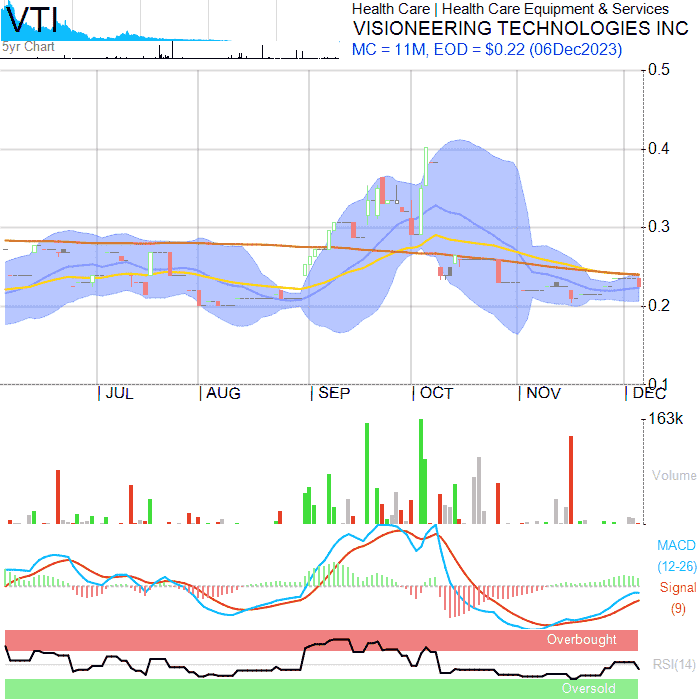 VTI
5yr Chart
Health Care | Health Care Equipment & Services
VISIONEERING TECHNOLOGIES INC
MC = 11M, EOD = $0.22 (06Dec2023)
0.5
0.4
0.3
0.2
0.1
JUL AUG SEP OCT NOV DEC
163k
Volume
MACD
(12-26)
Signal
(9)
Overbought
RSI(14)
Oversold